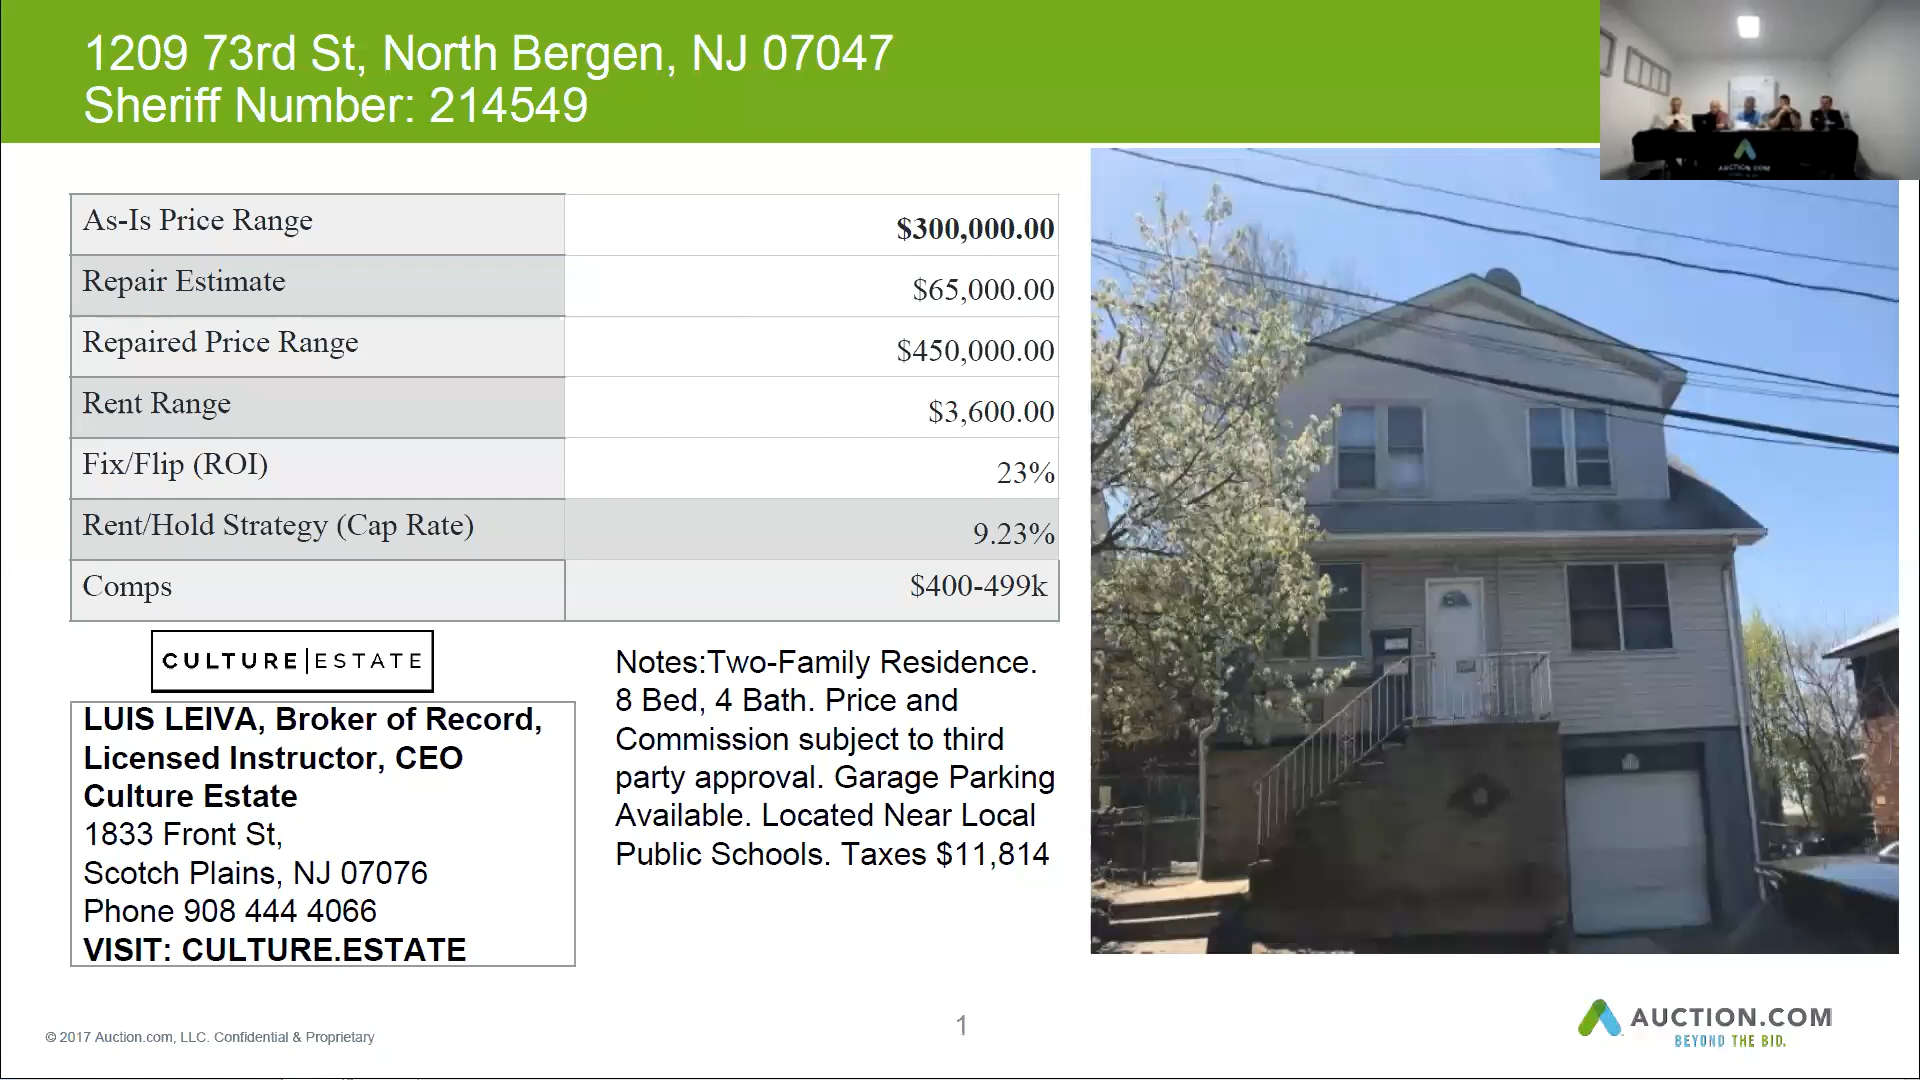 1209 73rd St, North Bergen, NJ 07047
Sheriff Number: 214549
As-Is Price Range $300,000.00
Repair Estimate $65,000.00
Repaired Price Range $450,000.00
Rent Range $3,600.00
Fix/Flip (ROI) 23%
Rent/Hold Strategy (Cap Rate) 9.23%
Comps $400-499k
CULTURE|ESTATE
LUIS LEIVA, Broker of Record,
Licensed Instructor, CEO
Culture Estate
1833 Front St,
Scotch Plains, NJ 07076
Phone 908 444 4066
VISIT: CULTURE.ESTATE
Notes:Two-Family Residence.
8 Bed, 4 Bath. Price and
Commission subject to third
party approval. Garage Parking
Available. Located Near Local
Public Schools. Taxes $11,814
AUCTION.COM
© 2017 Auction.com, LLC. Confidential & Proprietary
1
AUCTION.COM
BEYOND THE BID.